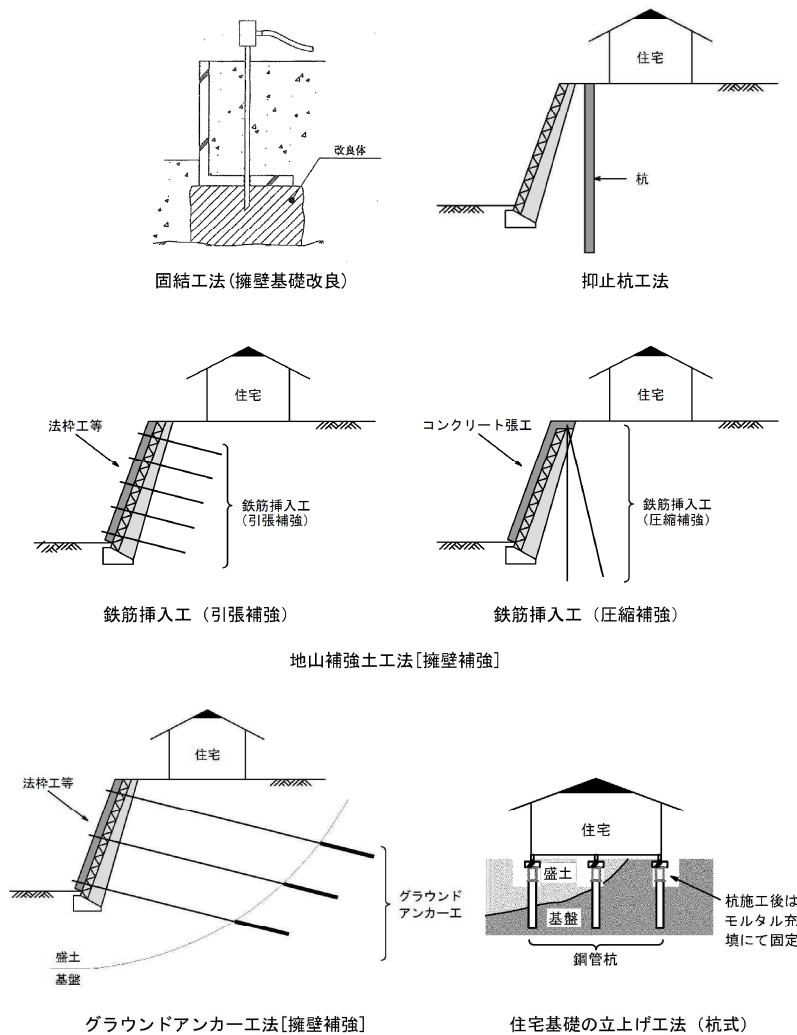 改良体
固結工法(擁壁基礎改良)
住宅
杭
抑止杭工法
住宅
法枠工等
鉄筋挿入工
(引張補強)
鉄筋挿入工（引張補強）
住宅
コンクリート張工
鉄筋挿入工
(圧縮補強)
鉄筋挿入工（圧縮補強）
地山補強土工法[擁壁補強]
住宅
法枠工等
グラウンド
アンカー工
盛土
基盤
グラウンドアンカー工法[擁壁補強]
住宅
盛土
基盤
杭施工後は
モルタル充
填にて固定
鋼管杭
住宅基礎の立上げ工法（杭式）